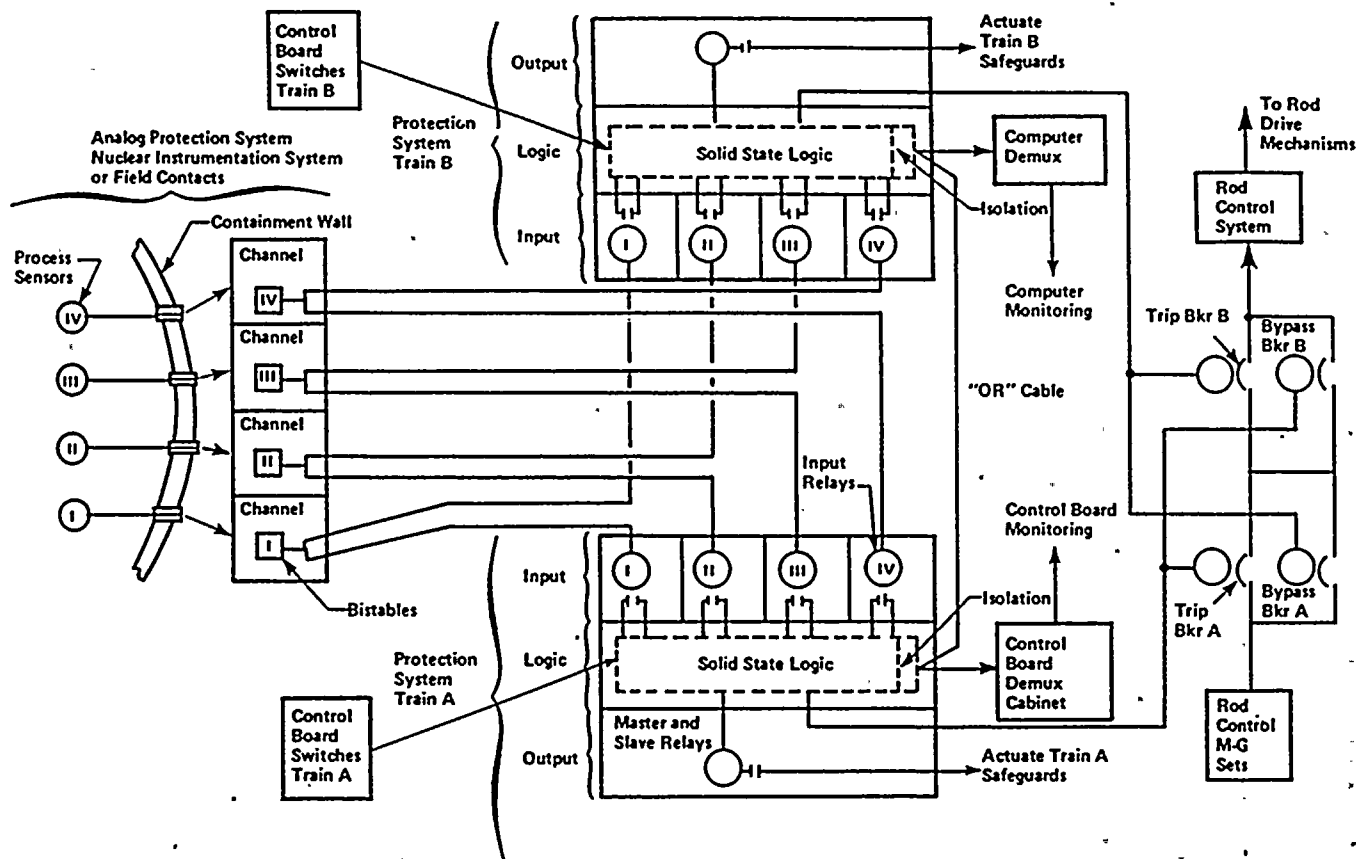 Control
Board
Switches
Train B
Output
Actuate
Train B
Safeguards
Analog Protection System
Nuclear Instrumentation System
or Field Contacts
Protection
System
Train B
Logic
Solid State Logic
Computer
Demux
To Rod
Drive
Mechanisms
Isolation
Rod
Control
System
Containment Wall
Input
I
II
III
IV
Process
Sensors
Channel
IV
IV
Computer
Monitoring
Trip Bkr B
Bypass
Bkr B
Channel
III
III
"OR" Cable
Channel
II
II
Input
Relays
Control Board
Monitoring
Channel
I
I
Bistables
Input
I
II
III
IV
Isolation
Trip
Bkr A
Bypass
Bkr A
Protection
System
Train A
Logic
Solid State Logic
Control
Board
Demux
Cabinet
Control
Board
Switches
Train A
Output
Master and
Slave Relays
Actuate Train A
Safeguards
Rod
Control
M-G
Sets